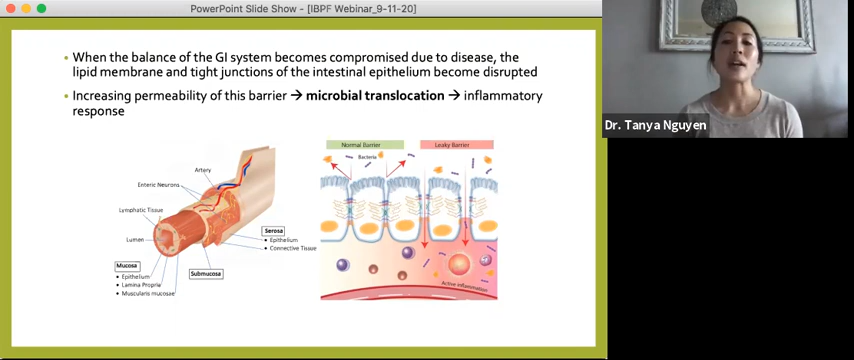 PowerPoint Slide Show - [IBPF Webinar_9-11-20]
• When the balance of the GI system becomes compromised due to disease, the
lipid membrane and tight junctions of the intestinal epithelium become disrupted
• Increasing permeability of this barrier → microbial translocation → inflammatory
response
Dr. Tanya Nguyen
Artery
Enteric Neurons
Lymphatic Tissue
Lumen
Mucosa
• Epithelium
• Lamina Propria
• Muscularis mucosae
Submucosa
Serosa
• Epithelium
• Connective Tissue
Normal Barrier
Leaky Barrier
Bacteria
Active inflammation